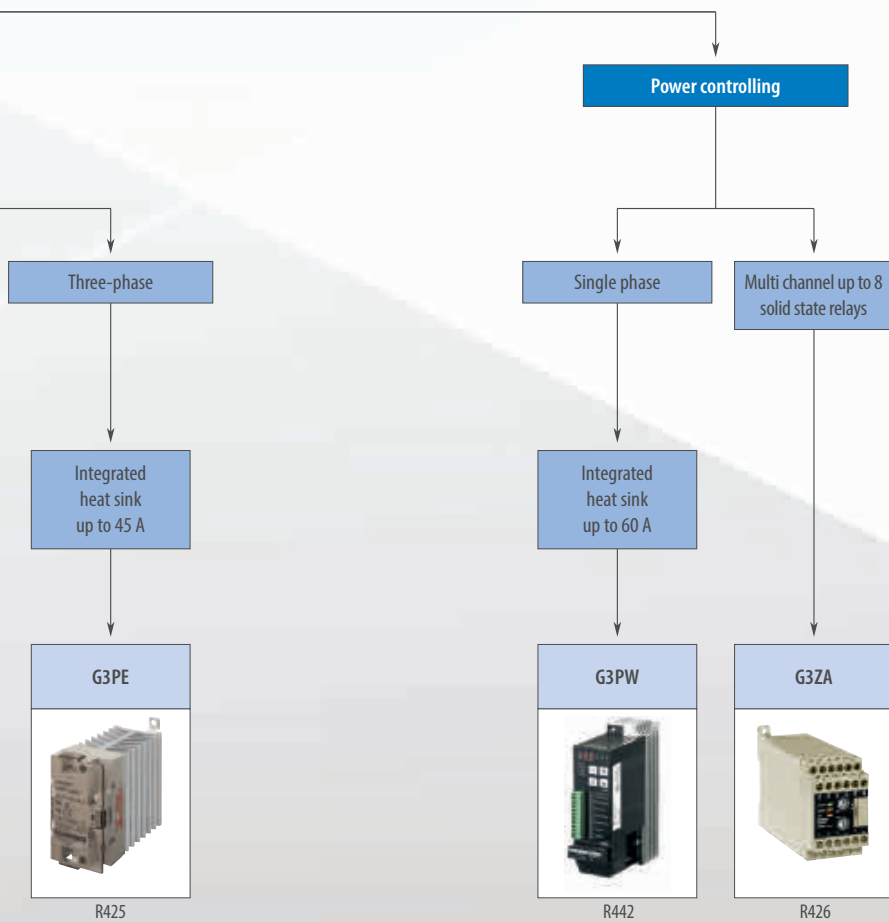 Power controlling
Three-phase
Single phase
Multi channel up to 8
solid state relays
Integrated
heat sink
up to 45 A
Integrated
heat sink
up to 60 A
G3PE
G3PW
G3ZA
R425
R442
R426